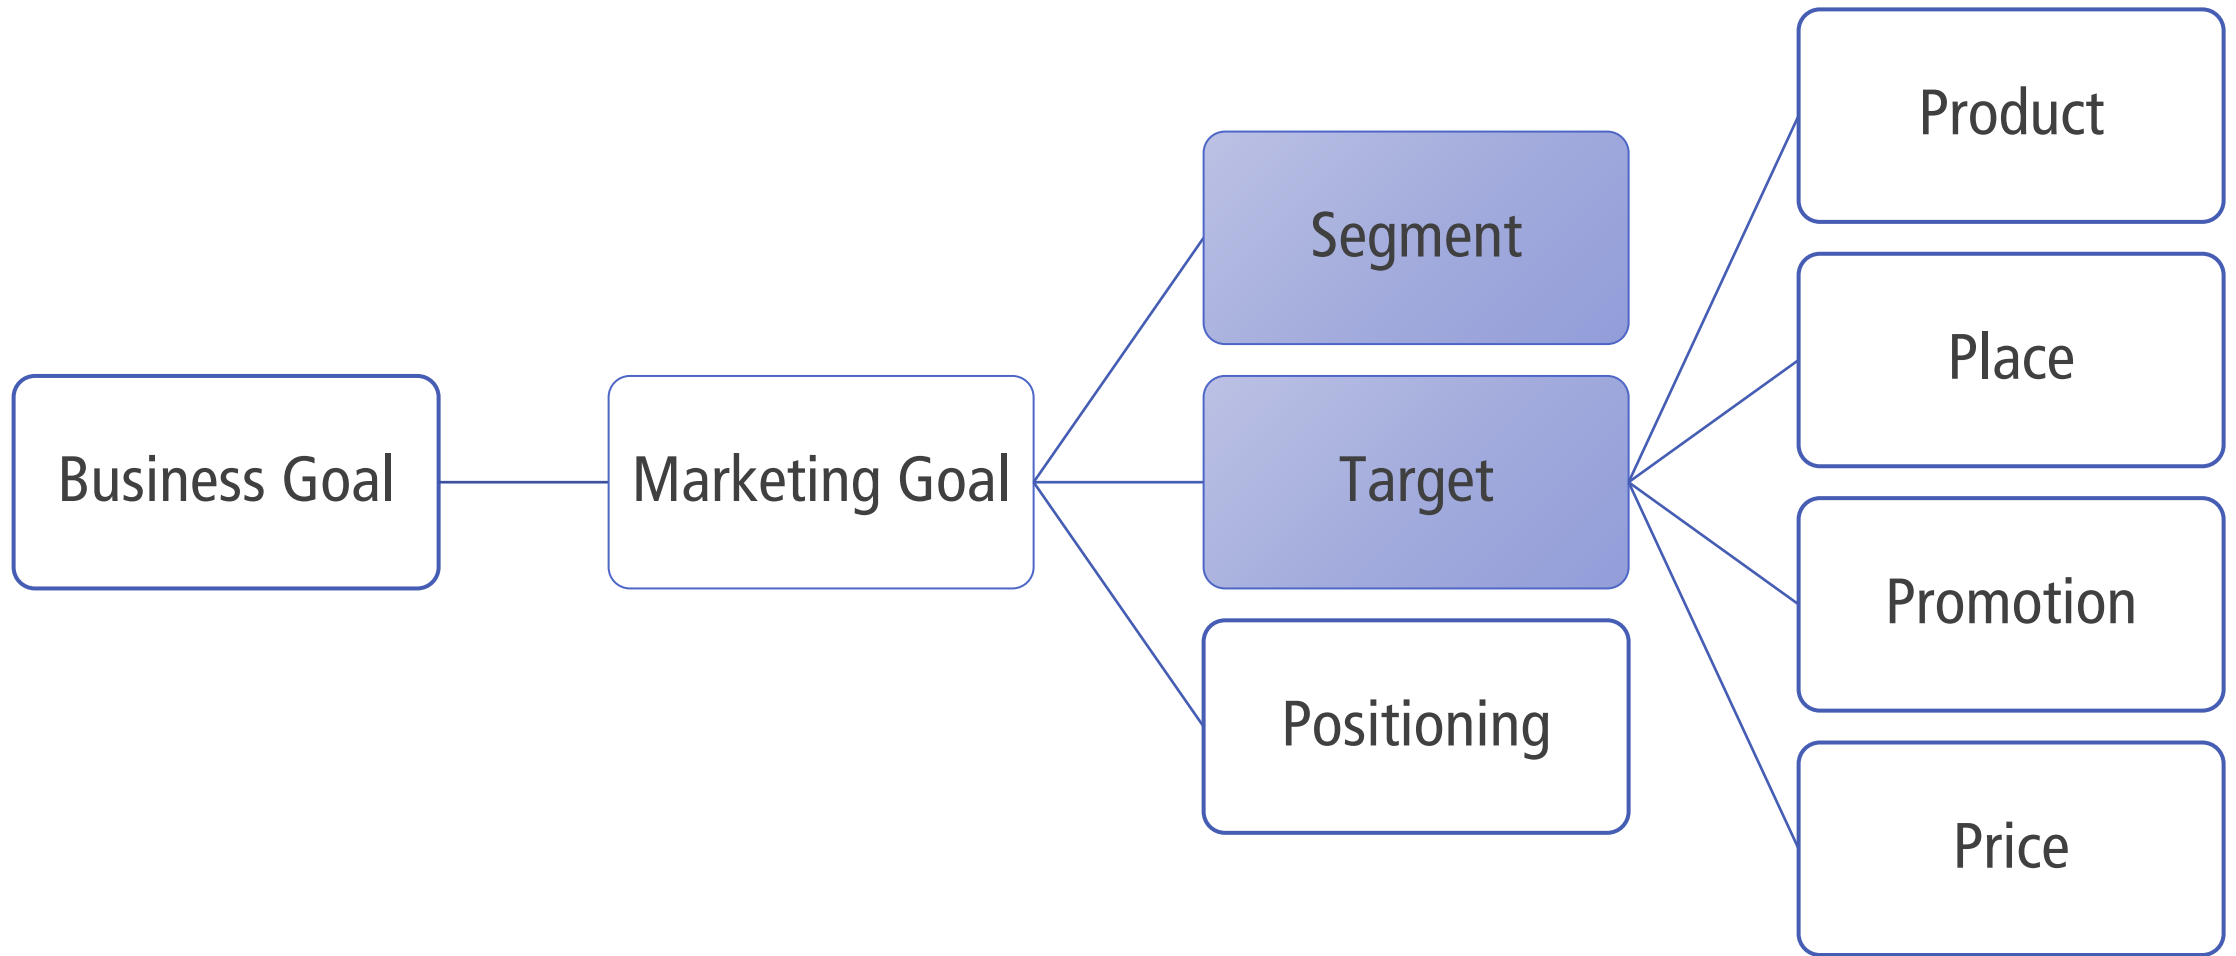 Business Goal
Marketing Goal
Segment
Target
Positioning
Product
Place
Promotion
Price